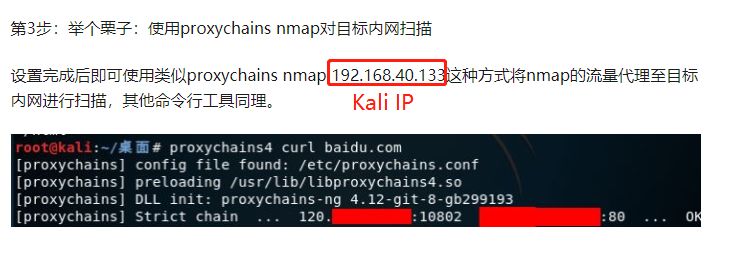 第3步：举个栗子：使用proxychains nmap对目标内网扫描
设置完成后即可使用类似proxychains nmap 192.168.40.133这种方式将nmap的流量代理至目标
内网进行扫描，其他命令行工具同理。
Kali IP
root@kali:~/桌面# proxychains4 curl baidu.com
[proxychains] config file found: /etc/proxychains.conf
[proxychains] preloading /usr/lib/libproxychains4.so
[proxychains] DLL init: proxychains-ng 4.12-git-8-gb299193
[proxychains] Strict chain ... 120. :10802 :80 ... OK